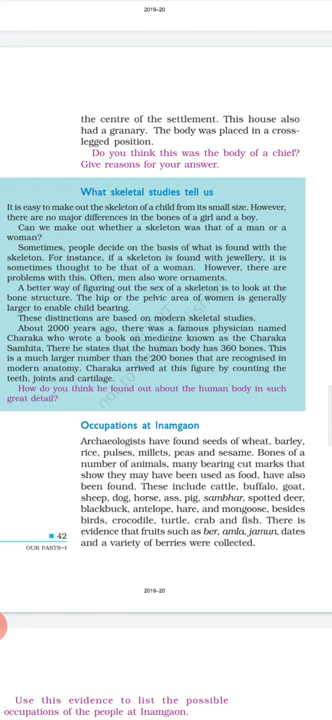 2019–20
the centre of the settlement. This house also
had a granary.  The body was placed in a cross-
legged position.
Do you think this was the body of a chief?
Give reasons for your answer.
What skeletal studies tell us
It is easy to make out the skeleton of a child from its small size. However,
there are no major differences in the bones of a girl and a boy.
Can we make out whether a skeleton was that of a man or a
woman?
Sometimes, people decide on the basis of what is found with the
skeleton. For instance, if a skeleton is found with jewellery, it is
sometimes thought to be that of a woman.  However, there are
problems with this. Often, men also wore ornaments.
A better way of figuring out the sex of a skeleton is to look at the
bone structure. The hip or the pelvic area of women is generally
larger to enable child bearing.
These distinctions are based on modern skeletal studies.
About 2000 years ago, there was a famous physician named
Charaka who wrote a book on medicine known as the Charaka
Samhita. There he states that the human body has 360 bones. This
is a much larger number than the 200 bones that are recognised in
modern anatomy. Charaka arrived at this figure by counting the
teeth, joints and cartilage.
How do you think he found out about the human body in such
great detail?
Occupations at Inamgaon
Archaeologists have found seeds of wheat, barley,
rice, pulses, millets, peas and sesame. Bones of a
number of animals, many bearing cut marks that
show they may have been used as food, have also
been found. These include cattle, buffalo, goat,
sheep, dog, horse, ass, pig, sambhar, spotted deer,
blackbuck, antelope, hare, and mongoose, besides
birds, crocodile, turtle, crab and fish. There is
evidence that fruits such as ber, amla, jamun, dates
and a variety of berries were collected.
42
OUR PASTS–I
2019–20
Use this evidence to list the possible
occupations of the people at Inamgaon.